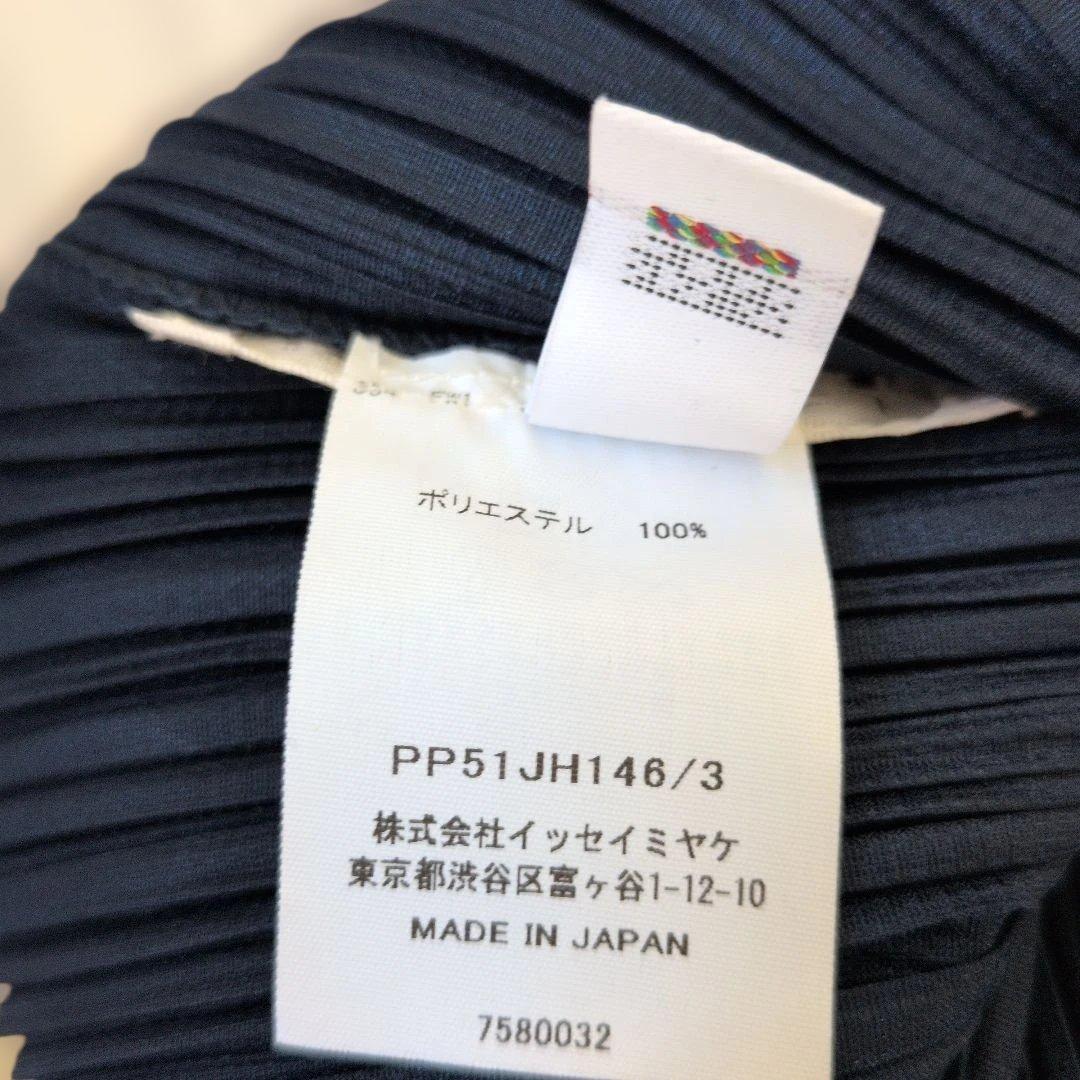 ポリエステル 100%
PP51JH146/3
株式会社イッセイミヤケ
東京都渋谷区富ヶ谷1-12-10
MADE IN JAPAN
7580032